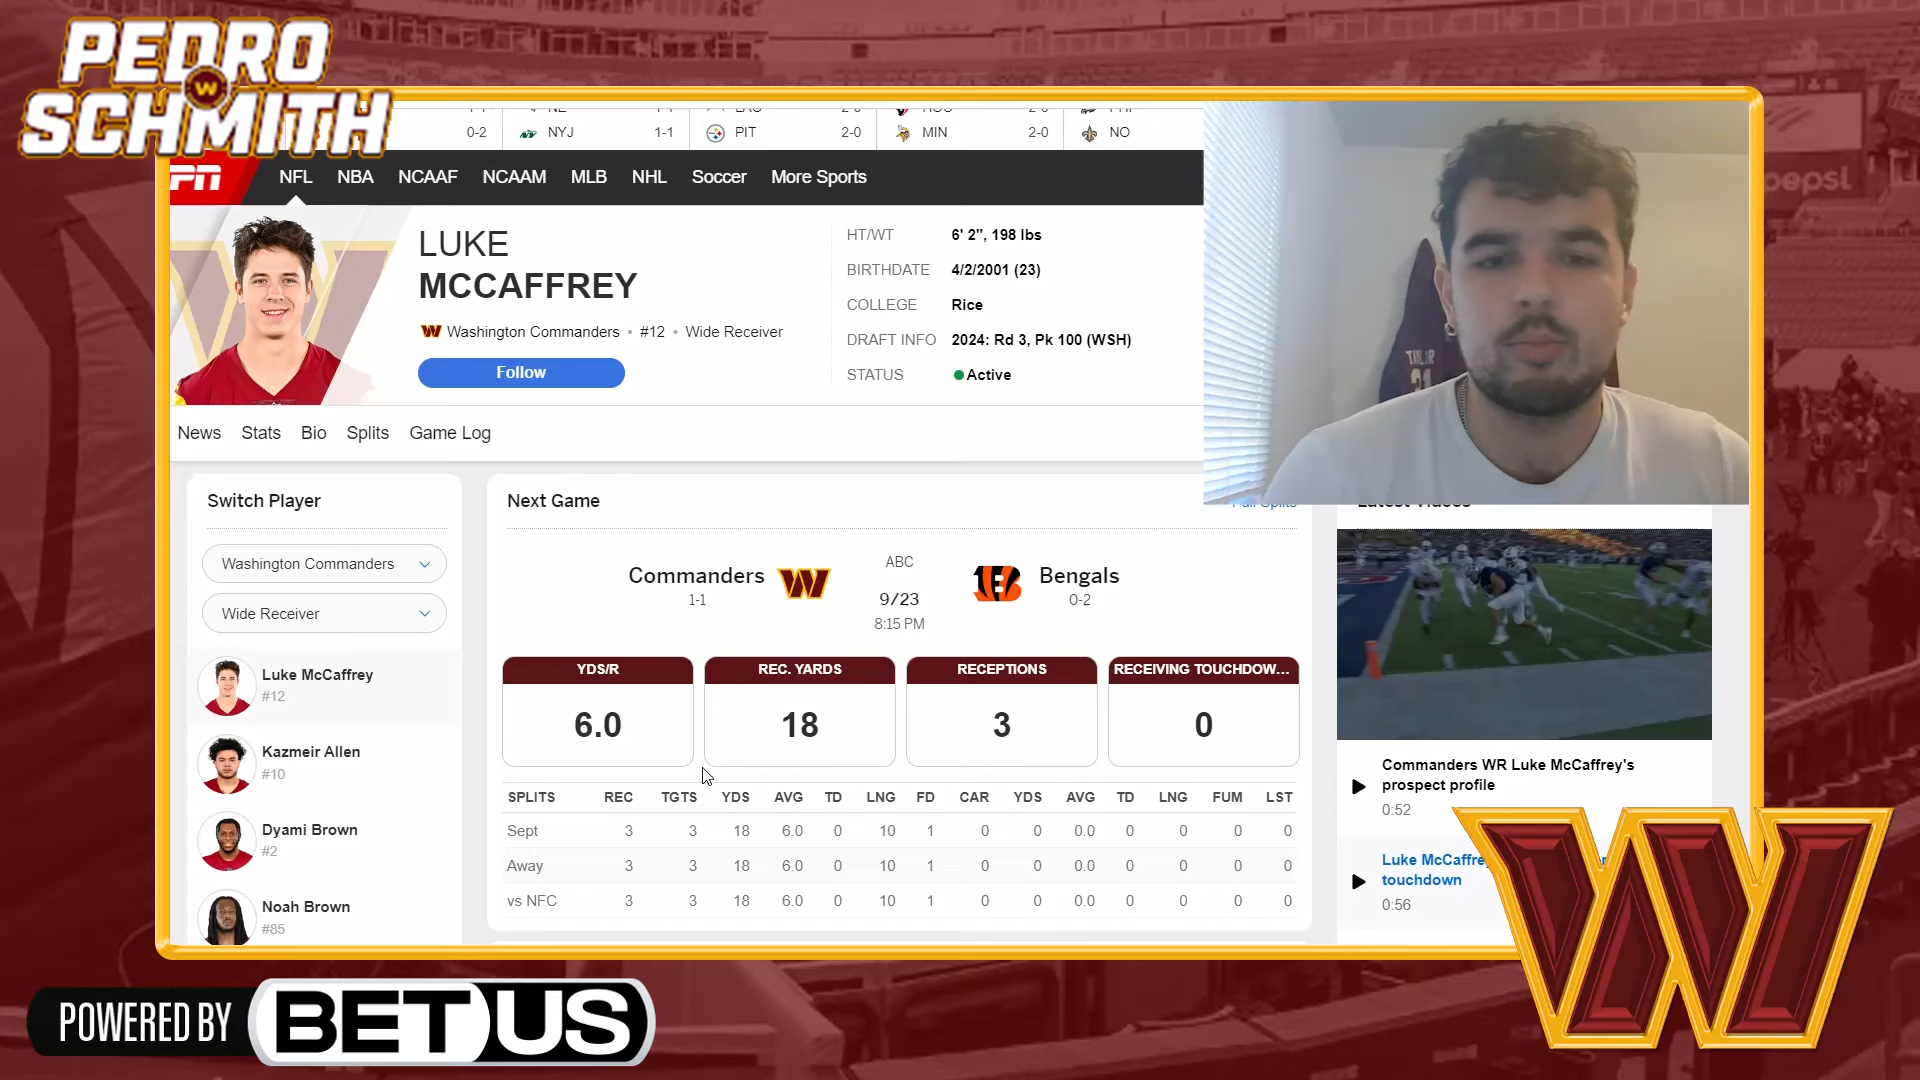 PEDRO
SCHMITH
0-2
NYJ 1-1
PIT 2-0
MIN 2-0
NO
NFL NBA NCAAF NCAAM MLB NHL Soccer More Sports
LUKE
MCCAFFREY
Washington Commanders • #12 • Wide Receiver
Follow
HT/WT 6' 2", 198 lbs
BIRTHDATE 4/2/2001 (23)
COLLEGE Rice
DRAFT INFO 2024: Rd 3, Pk 100 (WSH)
STATUS Active
TAYLOR
21
pepsi
News Stats Bio Splits Game Log
Switch Player
Washington Commanders
Wide Receiver
Luke McCaffrey
#12
Kazmeir Allen
#10
Dyami Brown
#2
Noah Brown
#85
Next Game
Commanders
1-1
ABC
9/23
8:15 PM
Bengals
0-2
YDS/R REC. YARDS RECEPTIONS RECEIVING TOUCHDOW...
6.0 18 3 0
SPLITS REC TGTS YDS AVG TD LNG FD CAR YDS AVG TD LNG FUM LST
Sept 3 3 18 6.0 0 10 1 0 0 0.0 0 0 0 0
Away 3 3 18 6.0 0 10 1 0 0 0.0 0 0 0 0
vs NFC 3 3 18 6.0 0 10 1 0 0 0.0 0 0 0 0
Latest Videos
Commanders WR Luke McCaffrey's
prospect profile
0:52
Luke McCaffre
touchdown
0:56
POWERED BY BETUS